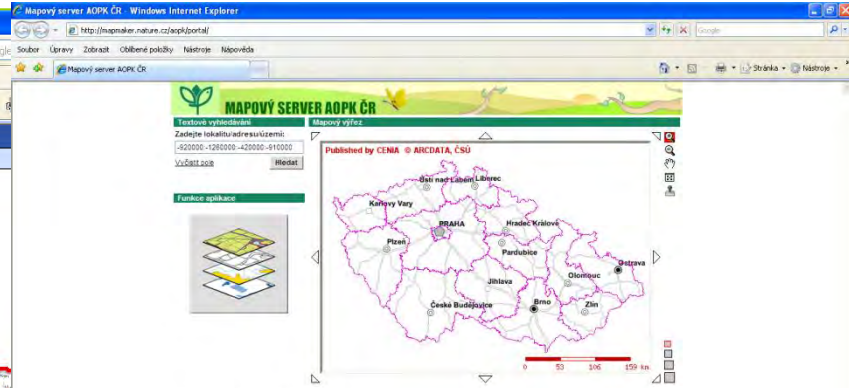 Mapový server AOPK ČR - Windows Internet Explorer
http://mapmaker.nature.cz/aopk/portal/
Google
Soubor Úpravy Zobrazit Oblíbené položky Nástroje Nápověda
Mapový server AOPK ČR
Stránka Nástroje
MAPOVÝ SERVER AOPK ČR
Textové vyhledávání
Mapový výřez
Zadejte lokalitu/adresu/území:
-920000:-1260000:-420000:-910000
Vyčistit pole Hledat
Funkce aplikace
Published by CENIA © ARCDATA, ČSÚ
Ústí nad Labem Liberec
Karlovy Vary
PRAHA
Hradec Králové
Plzeň
Pardubice
Ostrava
Olomouc
Jihlava
České Budějovice
Brno
Zlín
0 53 106 159 km